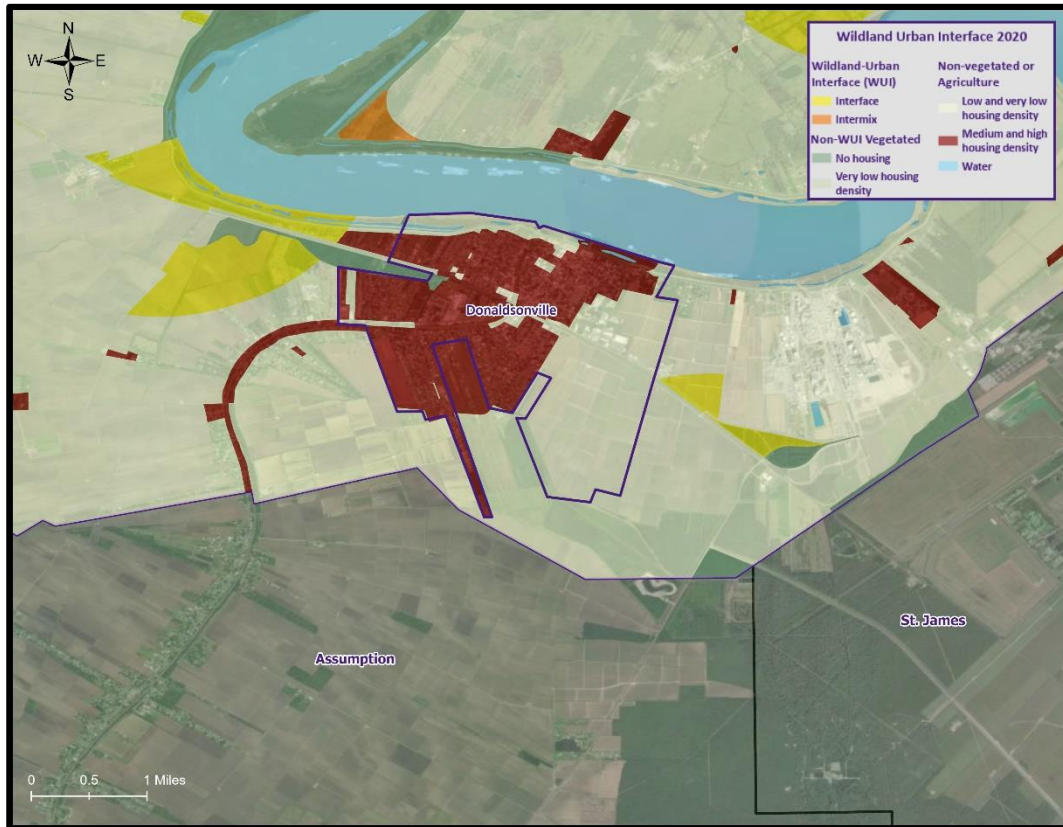 N
W E
S
Wildland Urban Interface 2020
Wildland-Urban
Interface (WUI)
Interface
Intermix
Non-WUI Vegetated
No housing
Very low housing
density
Non-vegetated or
Agriculture
Low and very low
housing density
Medium and high
housing density
Water
Donaldsonville
St. James
Assumption
0 0.5 1 Miles